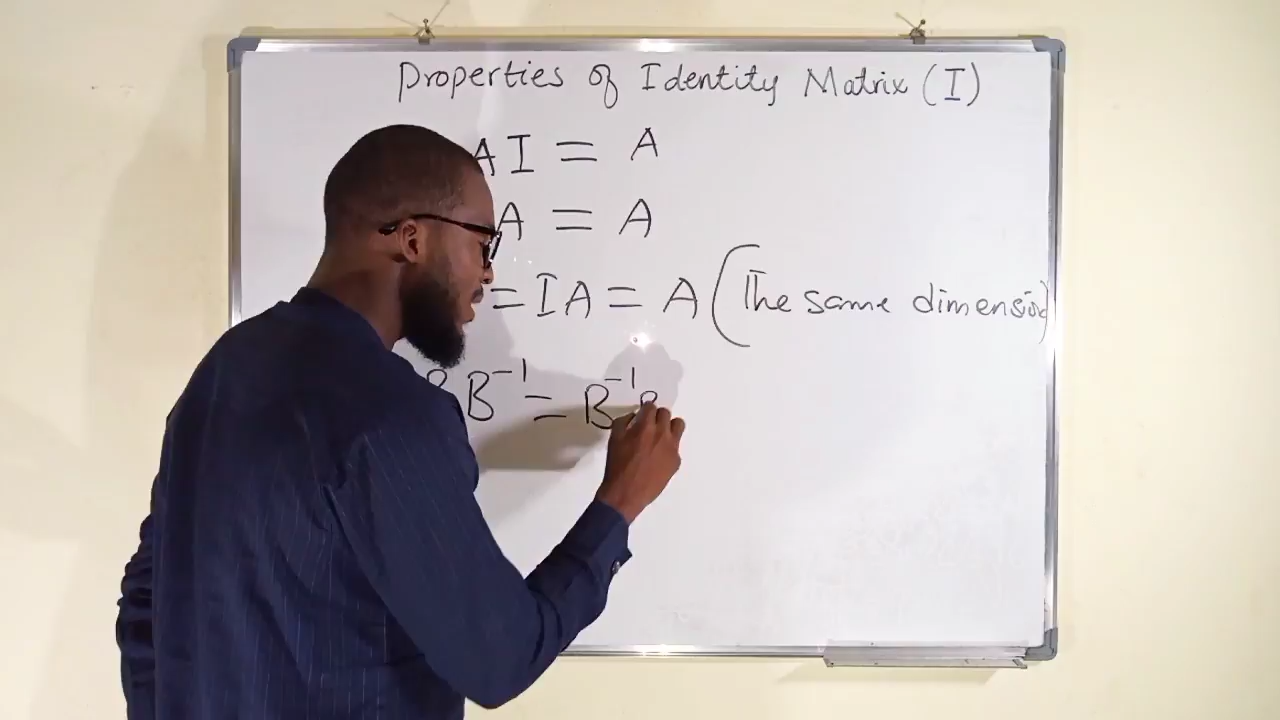 Properties of Identity Matrix (I)
AI = A
A = A
= IA = A (The same dimension)
B B⁻¹ = B⁻¹ B